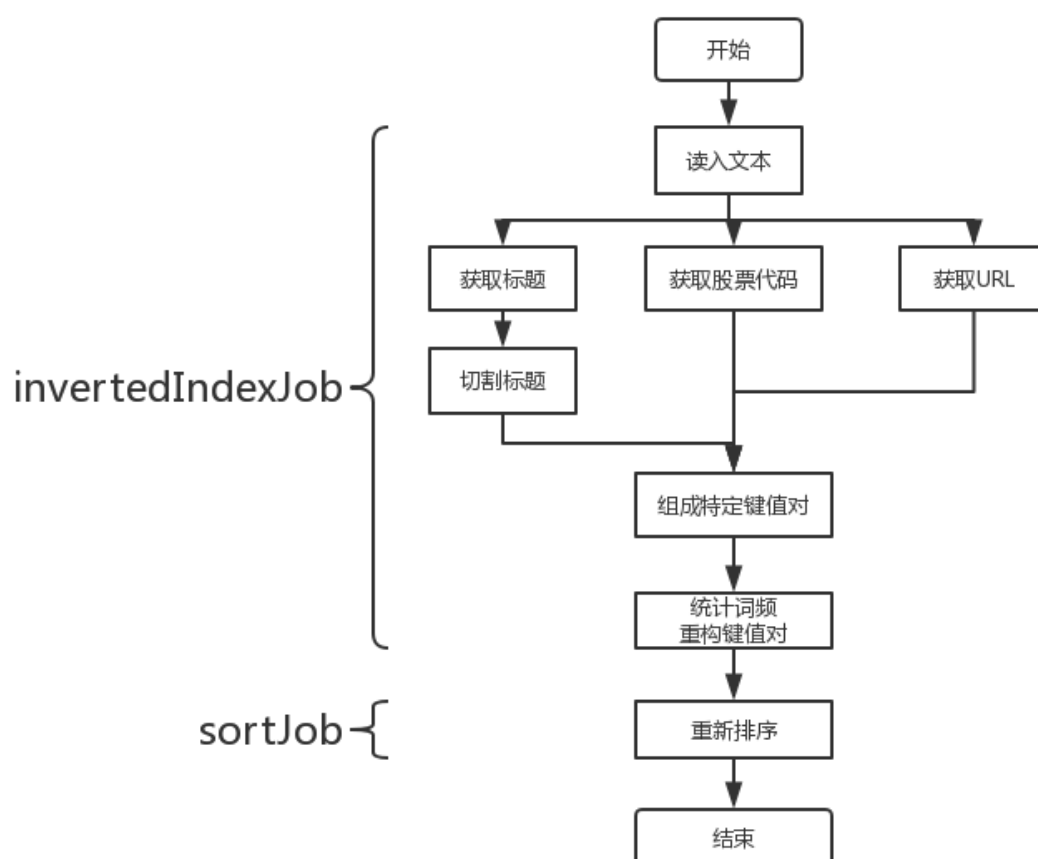 开始
读入文本
获取标题
获取股票代码
获取URL
切割标题
invertedIndexJob
组成特定键值对
统计词频
重构键值对
sortJob
重新排序
结束